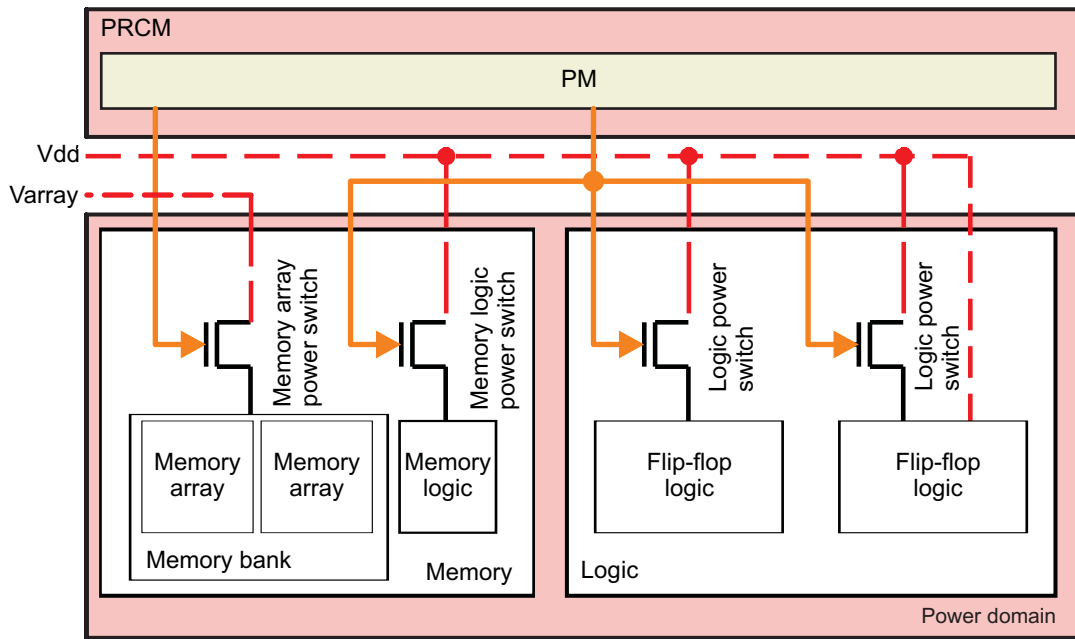 PRCM
PM
Vdd
Varray
Memory array
power switch
Memory logic
power switch
Logic power
switch
Logic power
switch
Memory
array
Memory
array
Memory
logic
Flip-flop
logic
Flip-flop
logic
Memory bank
Memory
Logic
Power domain